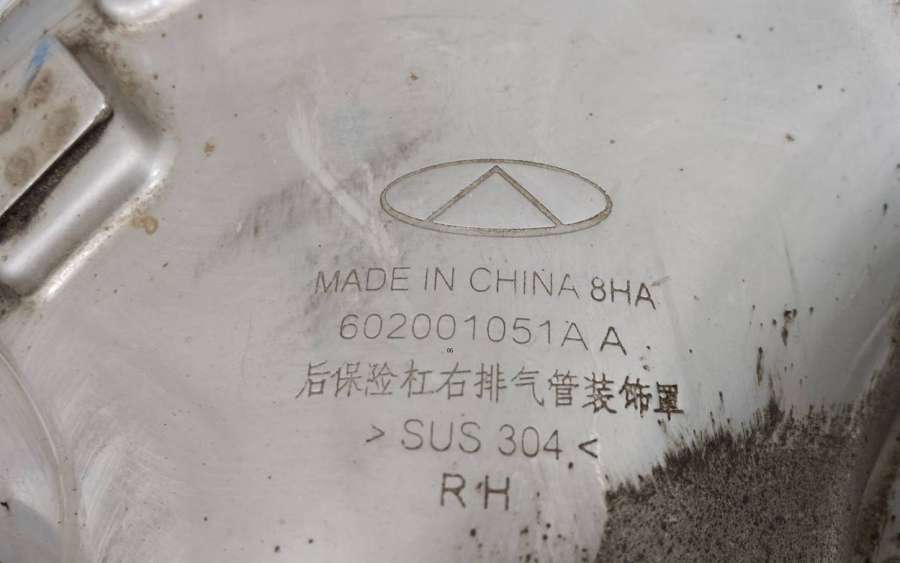 MADE IN CHINA 8HA
602001051AA
06
后保险杠右排气管装饰罩
>SUS 304<
RH